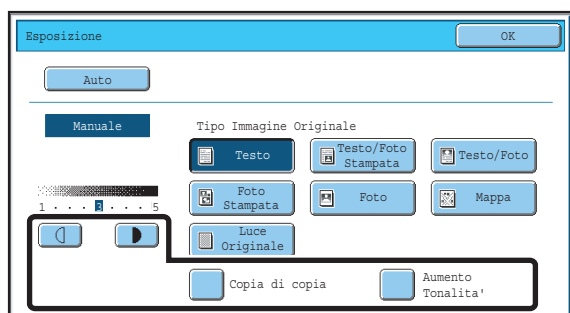 Esposizione
OK
Auto
Manuale
Tipo Immagine Originale
Testo
Testo/Foto
Stampata
Testo/Foto
1 · · · 3 · · · 5
Foto
Stampata
Foto
Mappa
Luce
Originale
Copia di copia
Aumento
Tonalita'